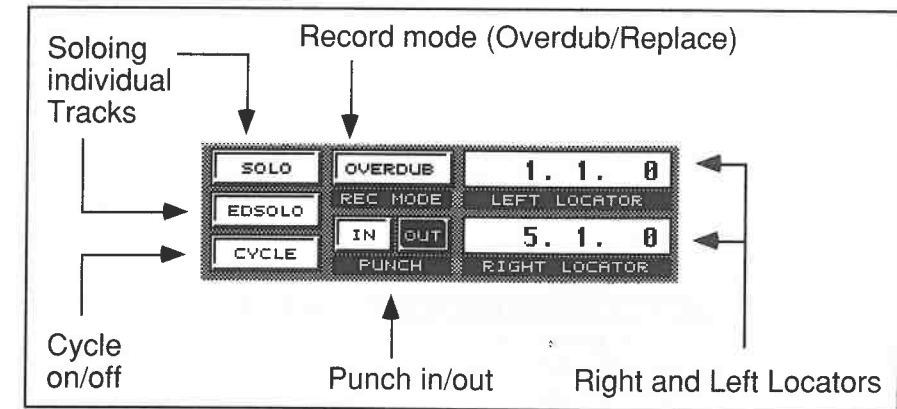 Soloing
individual
Tracks
Record mode (Overdub/Replace)
SOLO
OVERDUB
1. 1. 0
REC MODE
LEFT LOCATOR
EDSOLO
IN
OUT
5. 1. 0
CYCLE
PUNCH
RIGHT LOCATOR
Cycle
on/off
Punch in/out
Right and Left Locators